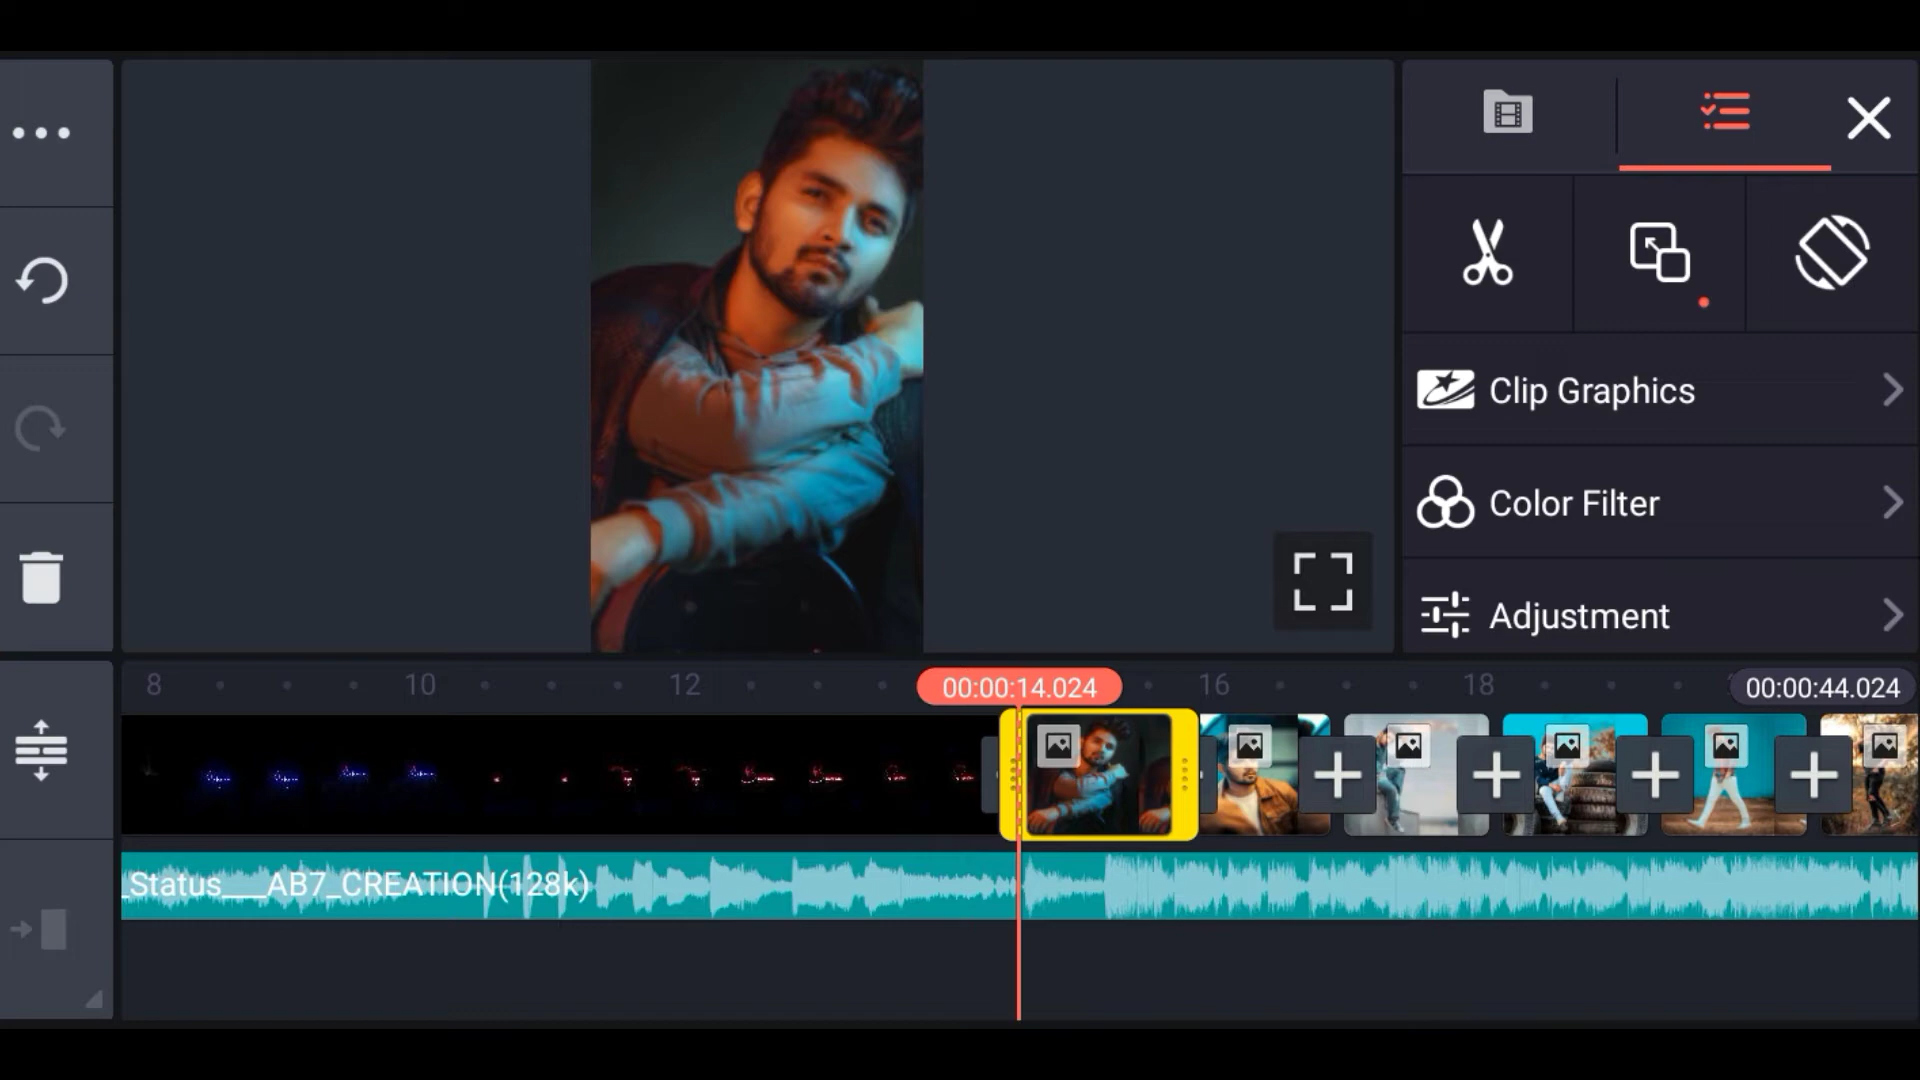 Clip Graphics
Color Filter
Adjustment
8
10
12
00:00:14.024
16
18
00:00:44.024
_Status___AB7_CREATION(128k)